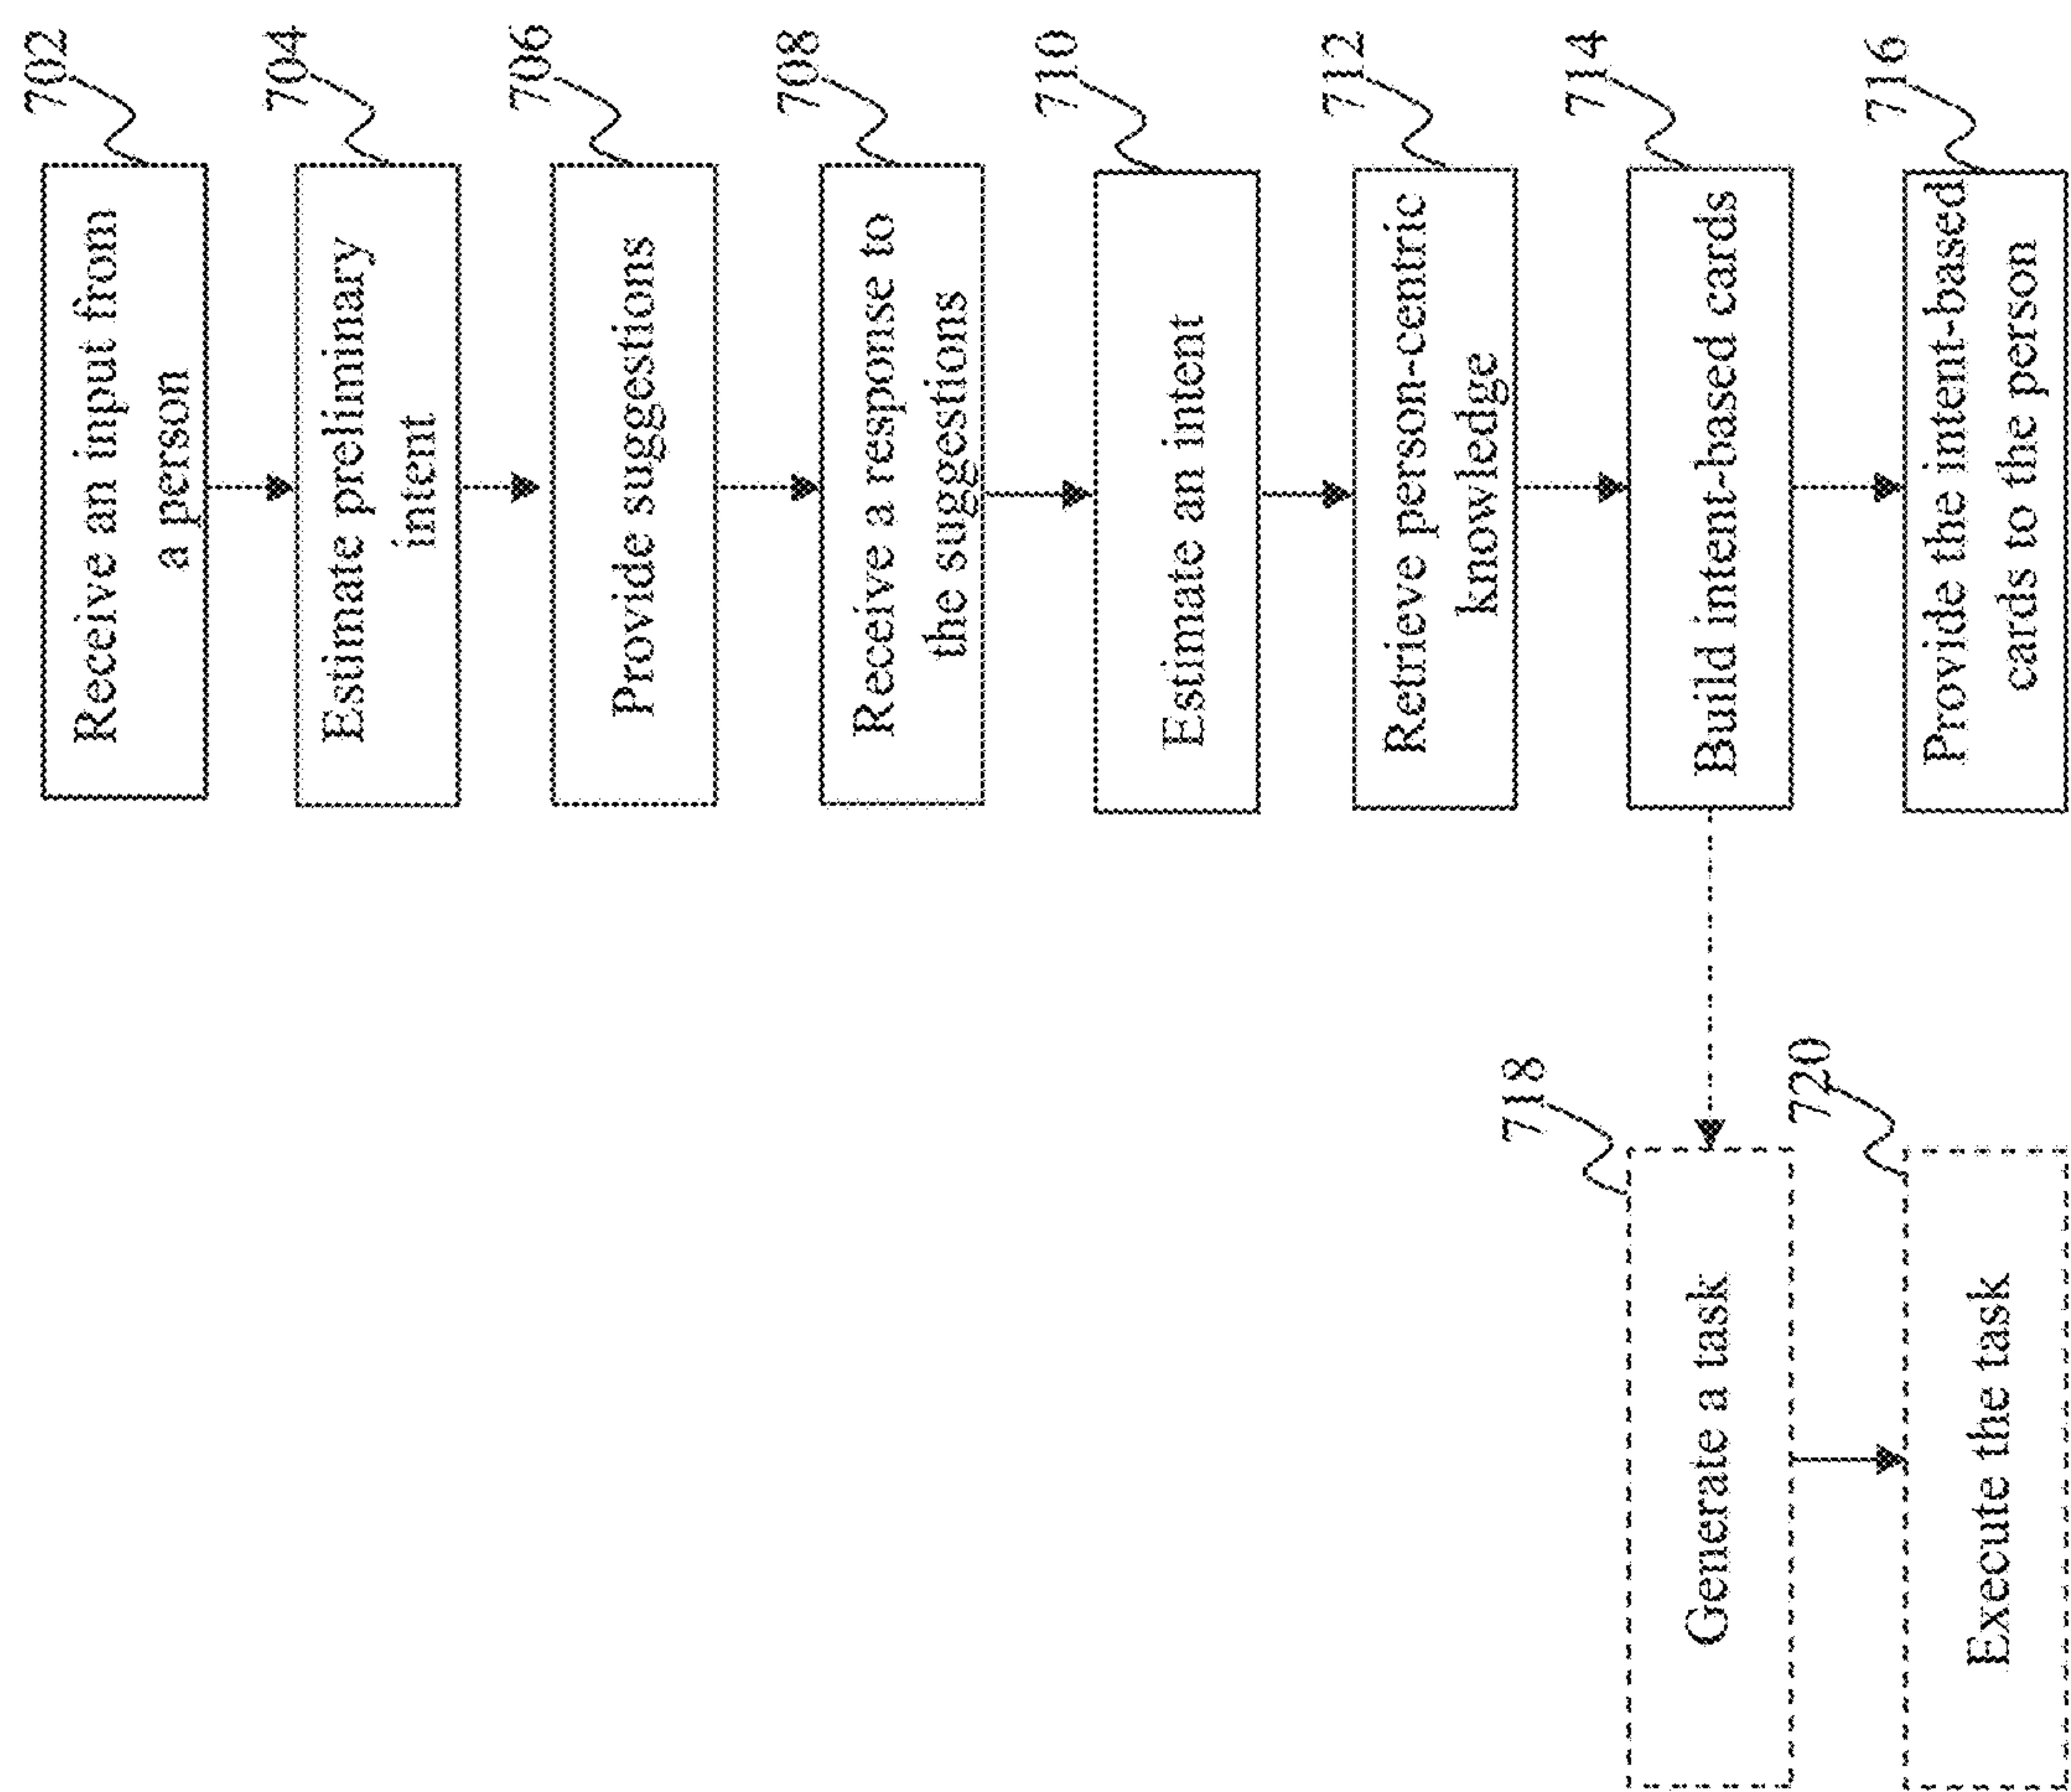 702
Receive an input from
a person
704
Estimate preliminary
intent
706
Provide suggestions
708
Receive a response to
the suggestions
710
Estimate an intent
712
Retrieve person-centric
knowledge
714
Build intent-based cards
716
Provide the intent-based
cards to the person
718
Generate a task
720
Execute the task